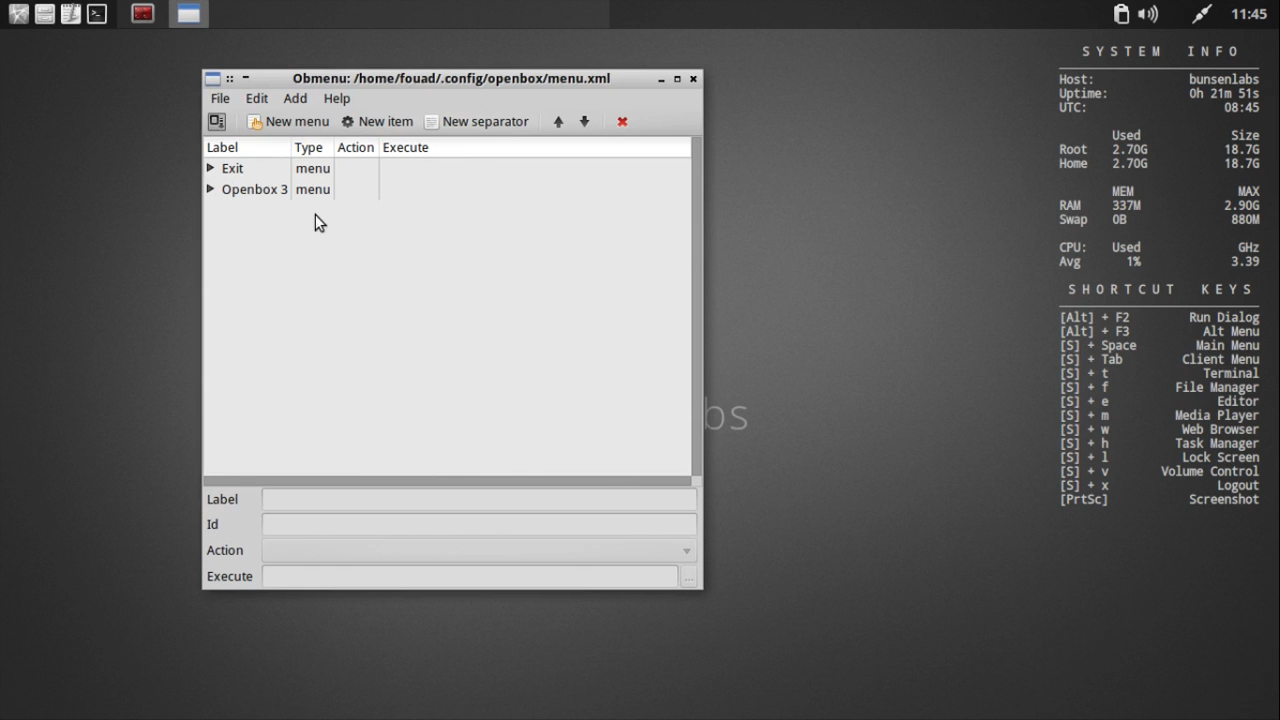 11:45
Obmenu: /home/fouad/.config/openbox/menu.xml
File Edit Add Help
New menu New item New separator
Label Type Action Execute
Exit menu
Openbox 3 menu
Label
Id
Action
Execute ...
bs
SYSTEM INFO
Host: bunsenlabs
Uptime: 0h 21m 51s
UTC: 08:45
Used Size
Root 2.70G 18.7G
Home 2.70G 18.7G
MEM MAX
RAM 337M 2.90G
Swap 0B 880M
CPU: Used GHz
Avg 1% 3.39
SHORTCUT KEYS
[Alt] + F2 Run Dialog
[Alt] + F3 Alt Menu
[S] + Space Main Menu
[S] + Tab Client Menu
[S] + t Terminal
[S] + f File Manager
[S] + e Editor
[S] + m Media Player
[S] + w Web Browser
[S] + h Task Manager
[S] + l Lock Screen
[S] + v Volume Control
[S] + x Logout
[PrtSc] Screenshot